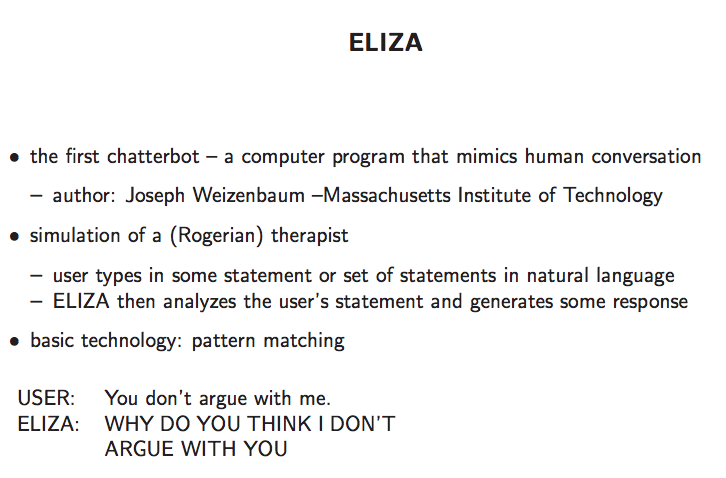 ELIZA
• the first chatterbot – a computer program that mimics human conversation
– author: Joseph Weizenbaum –Massachusetts Institute of Technology
• simulation of a (Rogerian) therapist
– user types in some statement or set of statements in natural language
– ELIZA then analyzes the user's statement and generates some response
• basic technology: pattern matching
USER: You don't argue with me.
ELIZA: WHY DO YOU THINK I DON'T
ARGUE WITH YOU